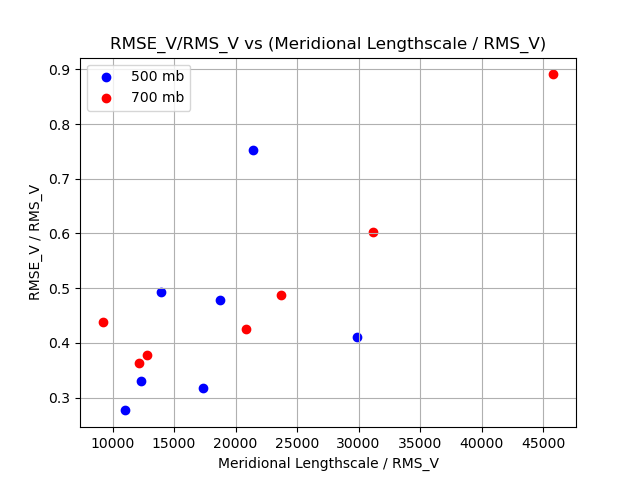 RMSE_V/RMS_V vs (Meridional Lengthscale / RMS_V)
500 mb
700 mb
0.9
0.8
0.7
0.6
0.5
0.4
0.3
RMSE_V / RMS_V
10000 15000 20000 25000 30000 35000 40000 45000
Meridional Lengthscale / RMS_V